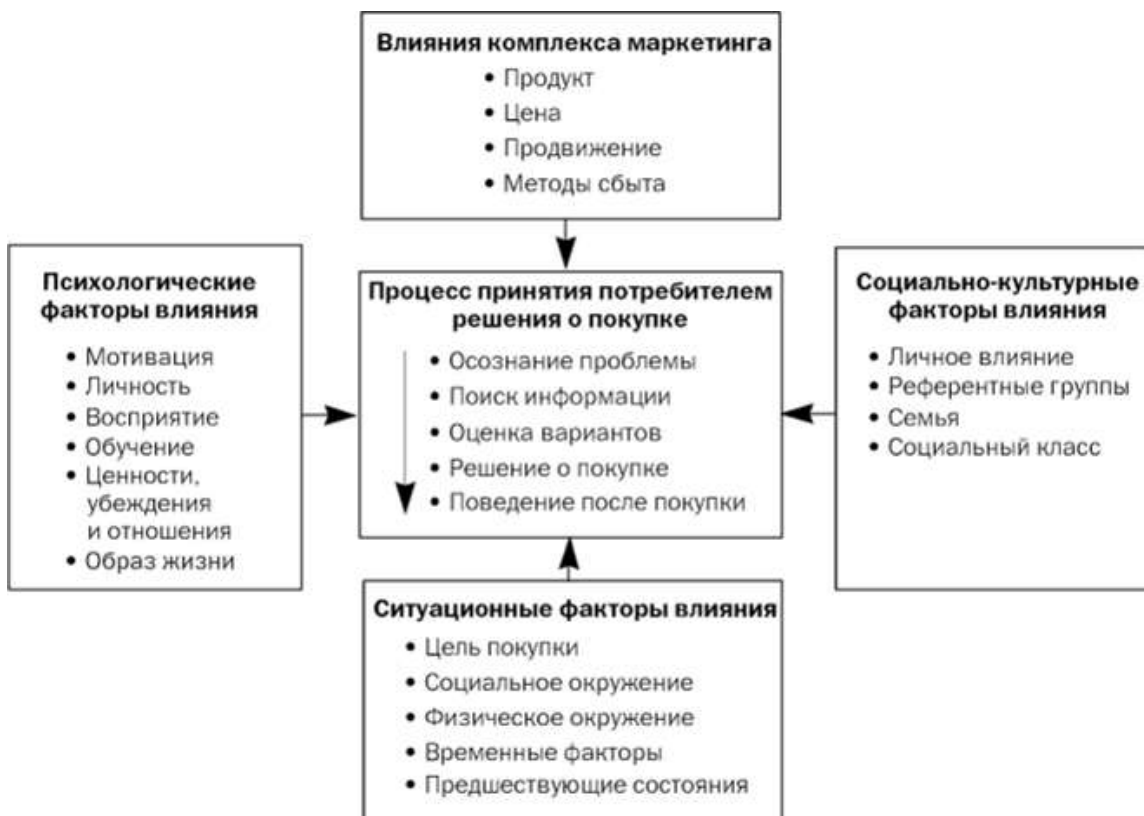 Влияния комплекса маркетинга
• Продукт
• Цена
• Продвижение
• Методы сбыта
Психологические
факторы влияния
• Мотивация
• Личность
• Восприятие
• Обучение
• Ценности,
убеждения
и отношения
• Образ жизни
Процесс принятия потребителем
решения о покупке
• Осознание проблемы
• Поиск информации
• Оценка вариантов
• Решение о покупке
• Поведение после покупки
Социально-культурные
факторы влияния
• Личное влияние
• Референтные группы
• Семья
• Социальный класс
Ситуационные факторы влияния
• Цель покупки
• Социальное окружение
• Физическое окружение
• Временные факторы
• Предшествующие состояния